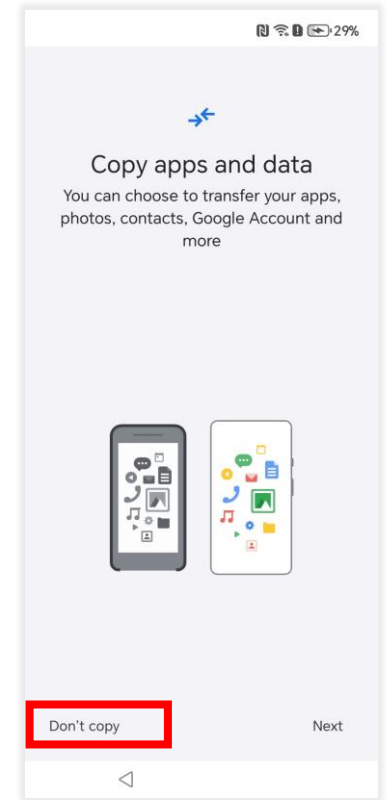 29%
Copy apps and data
You can choose to transfer your apps,
photos, contacts, Google Account and
more
Don't copy
Next